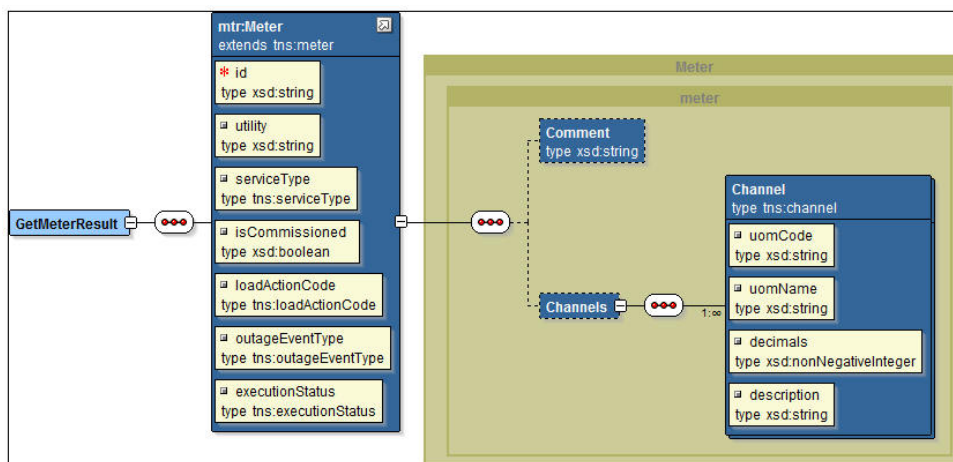 GetMeterResult
mtr:Meter
extends tns:meter
id
type xsd:string
utility
type xsd:string
serviceType
type tns:serviceType
isCommissioned
type xsd:boolean
loadActionCode
type tns:loadActionCode
outageEventType
type tns:outageEventType
executionStatus
type tns:executionStatus
Meter
meter
Comment
type xsd:string
Channels
1:∞
Channel
type tns:channel
uomCode
type xsd:string
uomName
type xsd:string
decimals
type xsd:nonNegativeInteger
description
type xsd:string